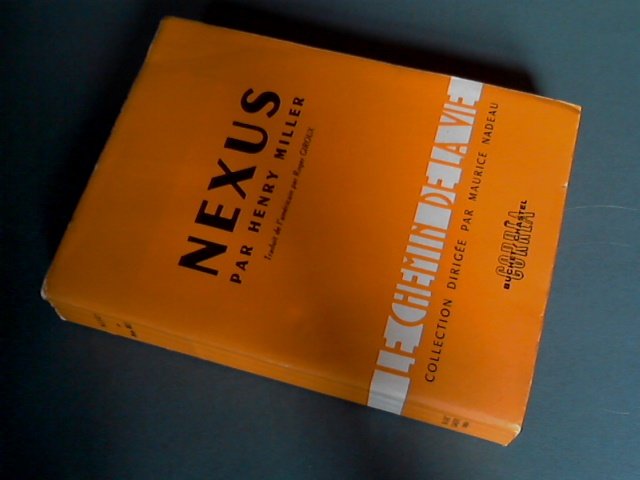 NEXUS
PAR HENRY MILLER
Traduit de l'américain par Roger GIROUX
LE CHEMIN DE LA VIE
COLLECTION DIRIGÉE PAR MAURICE NADEAU
CORRÊA
BUCHET CHASTEL